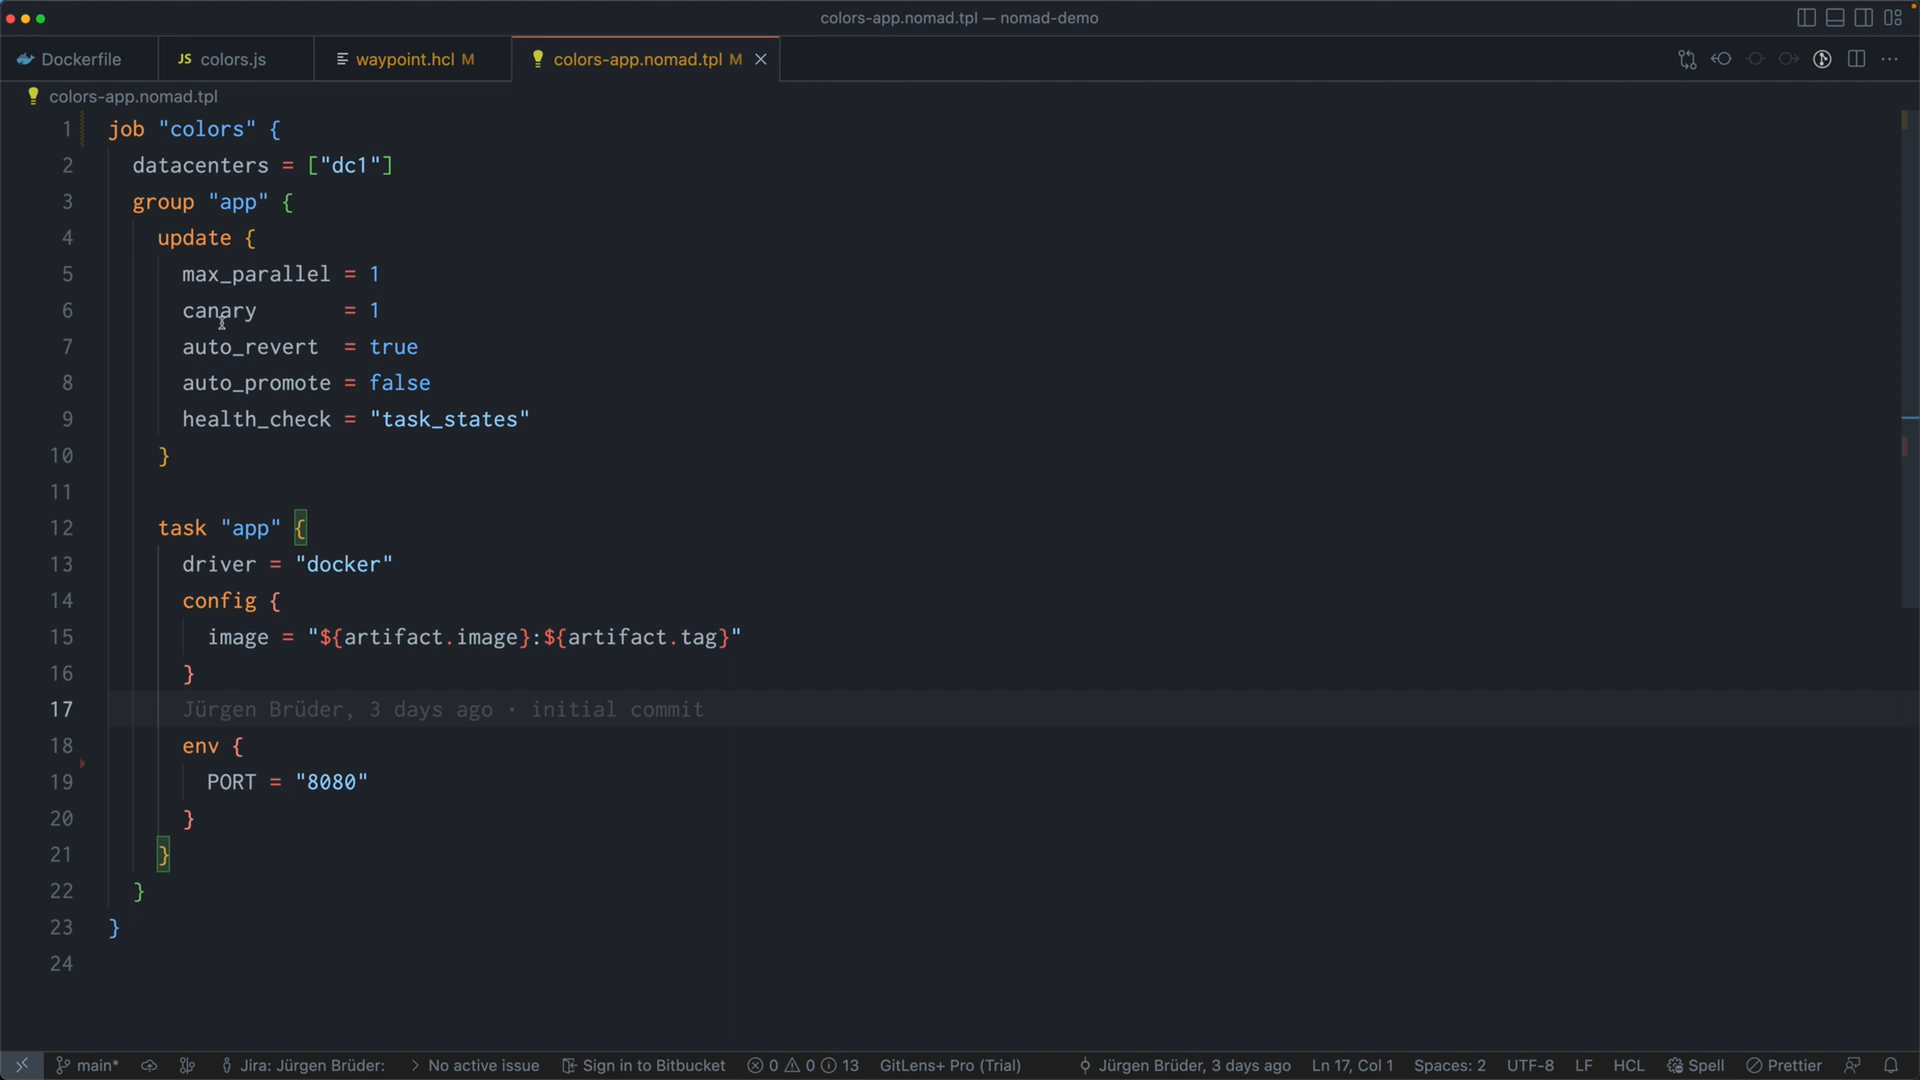 colors-app.nomad.tpl — nomad-demo
Dockerfile
JS colors.js
waypoint.hcl M
colors-app.nomad.tpl M
colors-app.nomad.tpl
1 job "colors" {
2 datacenters = ["dc1"]
3 group "app" {
4 update {
5 max_parallel = 1
6 canary = 1
7 auto_revert = true
8 auto_promote = false
9 health_check = "task_states"
10 }
11
12 task "app" {
13 driver = "docker"
14 config {
15 image = "${artifact.image}:${artifact.tag}"
16 }
17 Jürgen Brüder, 3 days ago • initial commit
18 env {
19 PORT = "8080"
20 }
21 }
22 }
23 }
24
main* Jira: Jürgen Brüder: > No active issue Sign in to Bitbucket 0 0 13 GitLens+ Pro (Trial) Jürgen Brüder, 3 days ago Ln 17, Col 1 Spaces: 2 UTF-8 LF HCL Spell Prettier